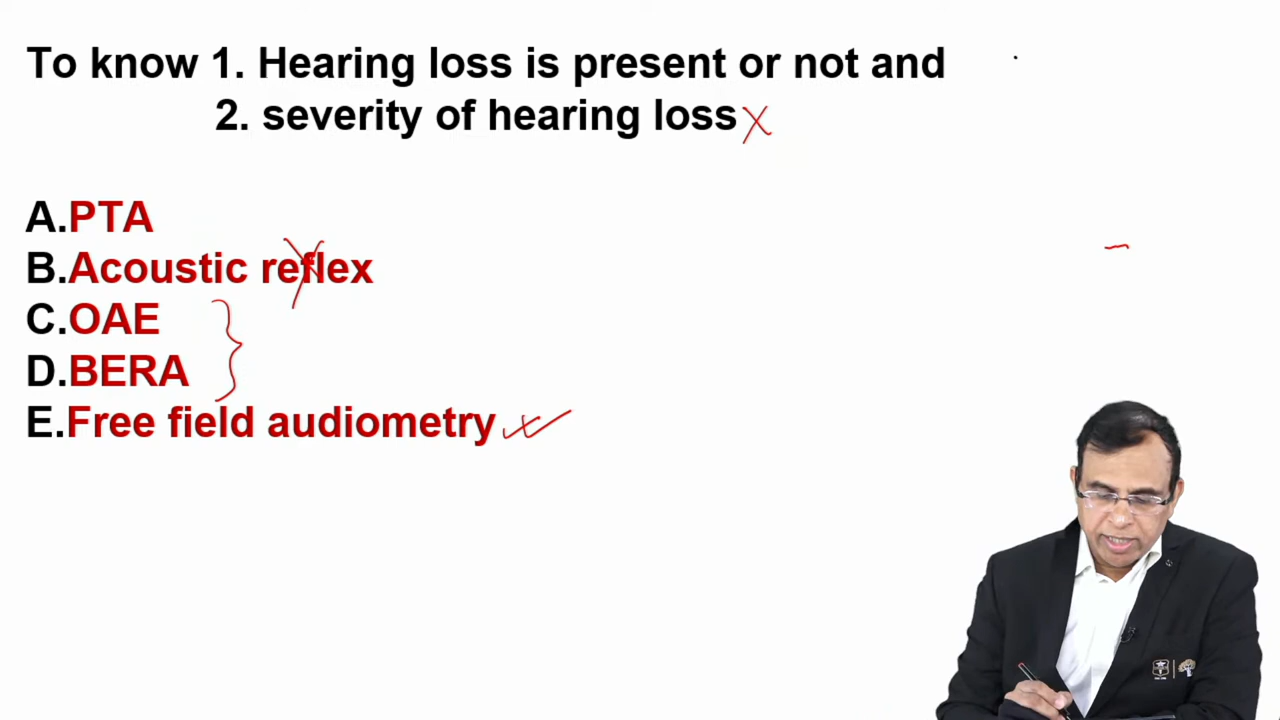 To know 1. Hearing loss is present or not and
2. severity of hearing loss
A.PTA
B.Acoustic reflex
C.OAE
D.BERA
E.Free field audiometry